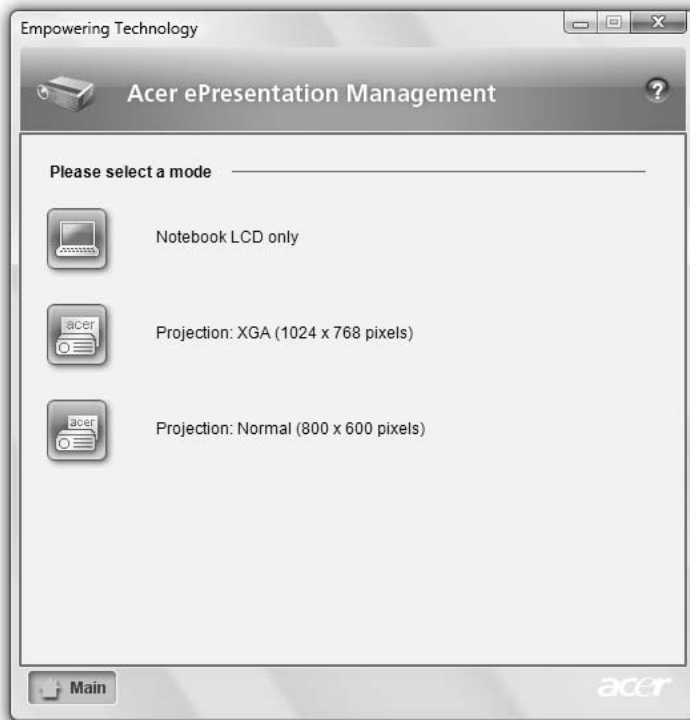 Empowering Technology
Acer ePresentation Management
?
Please select a mode
Notebook LCD only
acer
Projection: XGA (1024 x 768 pixels)
acer
Projection: Normal (800 x 600 pixels)
Main
acer